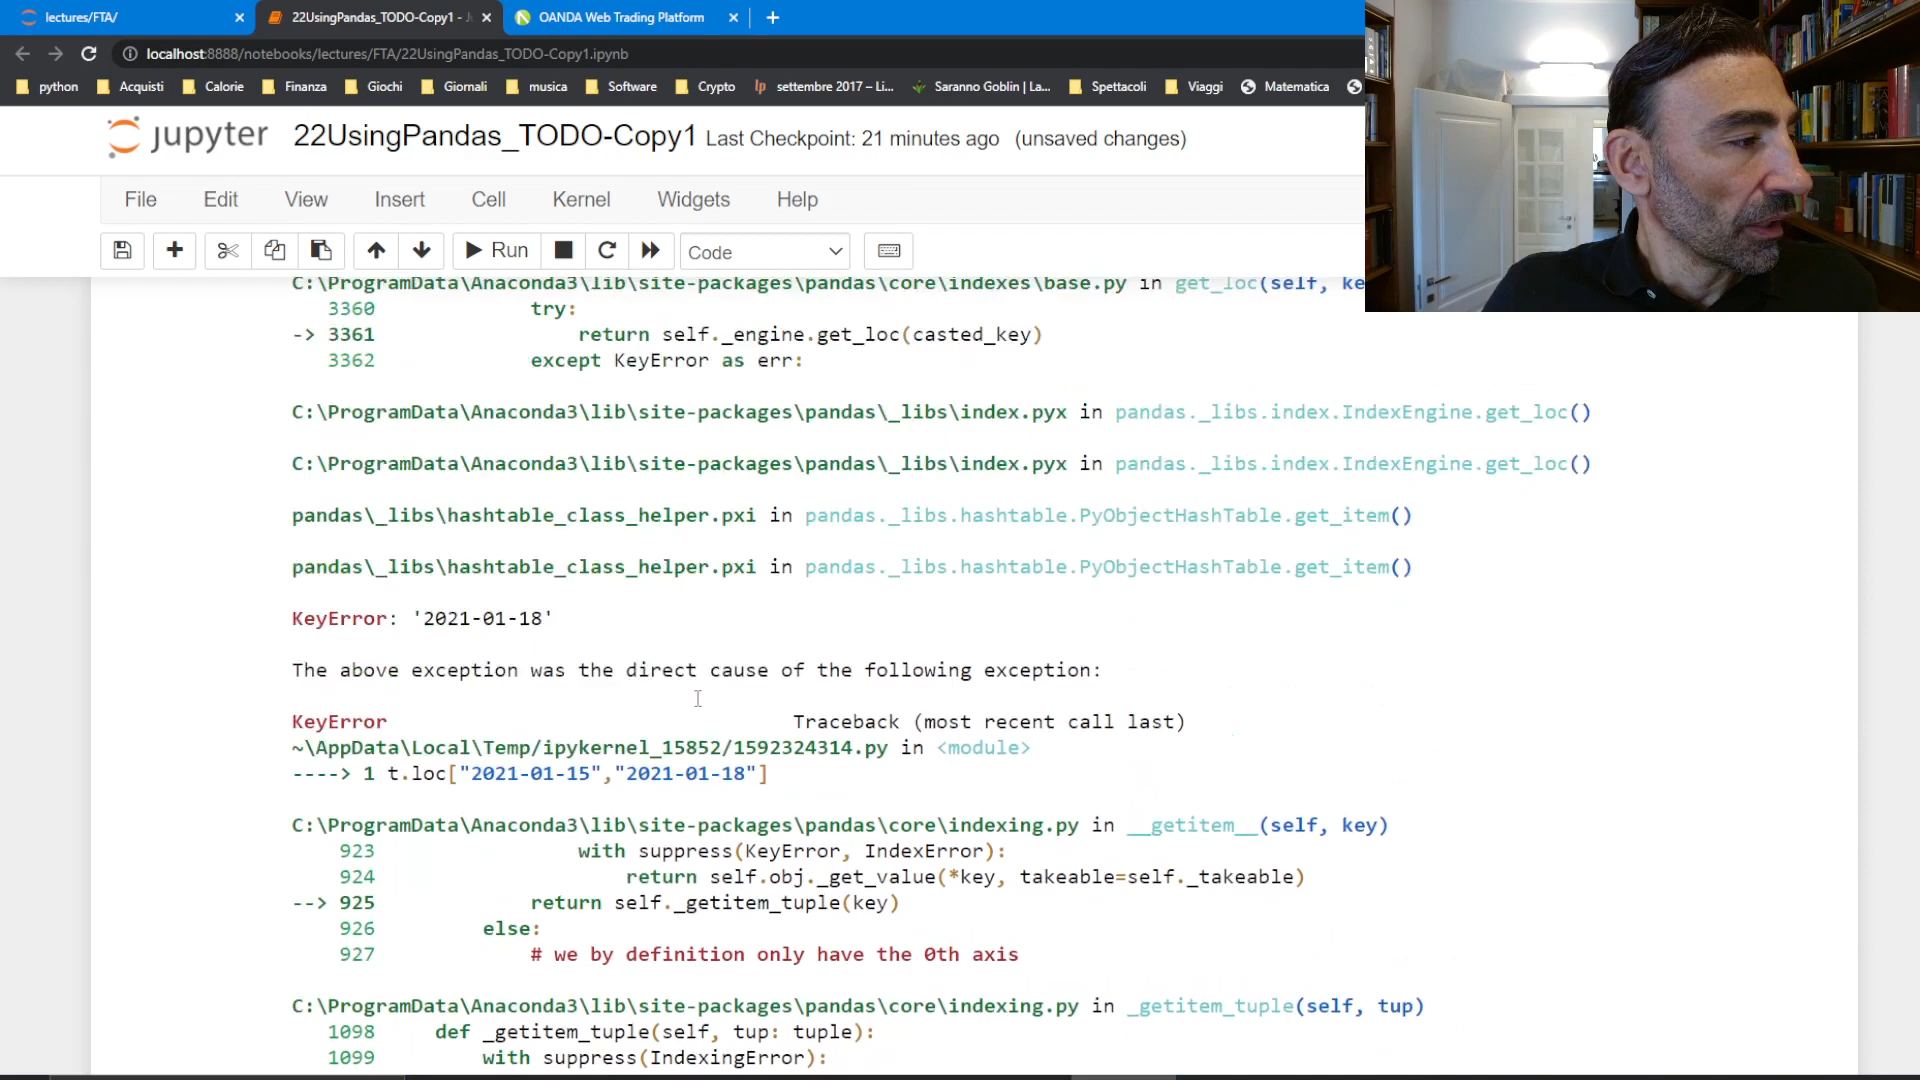 lectures/FTA/
22UsingPandas_TODO-Copy1 - J
OANDA Web Trading Platform
localhost:8888/notebooks/lectures/FTA/22UsingPandas_TODO-Copy1.ipynb
python Acquisti Calorie Finanza Giochi Giornali musica Software Crypto lp settembre 2017 – Li... Saranno Goblin | La... Spettacoli Viaggi Matematica
jupyter 22UsingPandas_TODO-Copy1 Last Checkpoint: 21 minutes ago (unsaved changes)
File Edit View Insert Cell Kernel Widgets Help
Run Code
C:\ProgramData\Anaconda3\lib\site-packages\pandas\core\indexes\base.py in get_loc(self, ke
3360 try:
-> 3361 return self._engine.get_loc(casted_key)
3362 except KeyError as err:
C:\ProgramData\Anaconda3\lib\site-packages\pandas\_libs\index.pyx in pandas._libs.index.IndexEngine.get_loc()
C:\ProgramData\Anaconda3\lib\site-packages\pandas\_libs\index.pyx in pandas._libs.index.IndexEngine.get_loc()
pandas\_libs\hashtable_class_helper.pxi in pandas._libs.hashtable.PyObjectHashTable.get_item()
pandas\_libs\hashtable_class_helper.pxi in pandas._libs.hashtable.PyObjectHashTable.get_item()
KeyError: '2021-01-18'
The above exception was the direct cause of the following exception:
KeyError Traceback (most recent call last)
~\AppData\Local\Temp/ipykernel_15852/1592324314.py in <module>
----> 1 t.loc["2021-01-15","2021-01-18"]
C:\ProgramData\Anaconda3\lib\site-packages\pandas\core\indexing.py in __getitem__(self, key)
923 with suppress(KeyError, IndexError):
924 return self.obj._get_value(*key, takeable=self._takeable)
--> 925 return self._getitem_tuple(key)
926 else:
927 # we by definition only have the 0th axis
C:\ProgramData\Anaconda3\lib\site-packages\pandas\core\indexing.py in _getitem_tuple(self, tup)
1098 def _getitem_tuple(self, tup: tuple):
1099 with suppress(IndexingError):